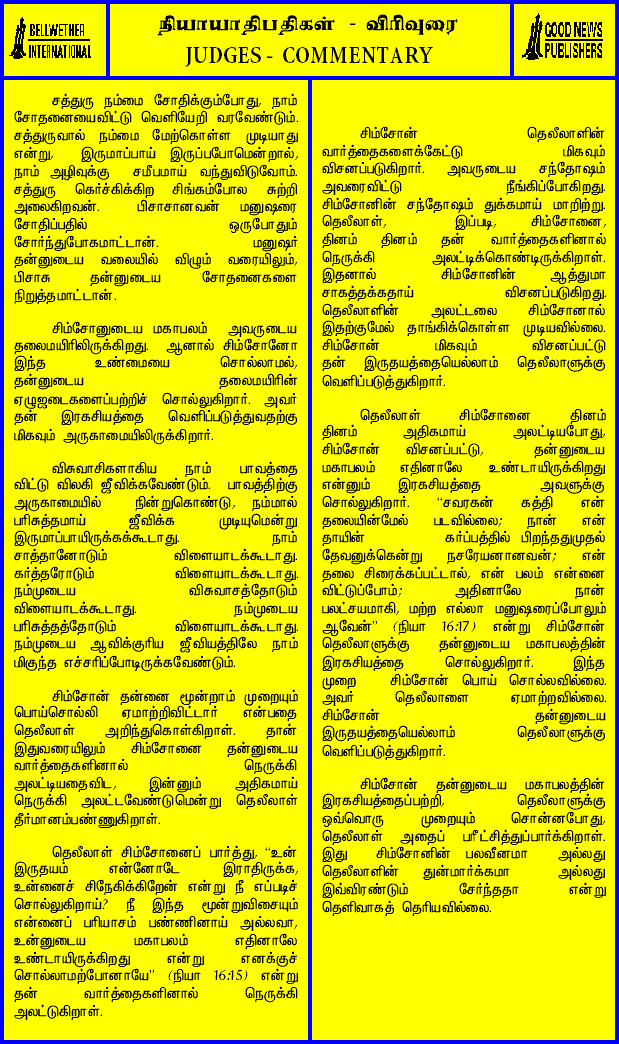 BELLWETHER
INTERNATIONAL
நியாயாதிபதிகள் - விரிவுரை
JUDGES - COMMENTARY
GOOD NEWS
PUBLISHERS
சத்துரு நம்மை சோதிக்கும்போது, நாம்
சோதனையைவிட்டு வெளியேறி வரவேண்டும்.
சத்துருவால் நம்மை மேற்கொள்ள முடியாது
என்று, இருமாப்பாய் இருப்பபோமென்றால்,
நாம் அழிவுக்கு சமீபமாய் வந்துவிடுவோம்.
சத்துரு கெர்ச்சிக்கிற சிங்கம்போல சுற்றி
அலைகிறவன். பிசாசானவன் மனுஷரை
சோதிப்பதில் ஒருபோதும்
சோர்ந்துபோகமாட்டான். மனுஷர்
தன்னுடைய வலையில் விழும் வரையிலும்,
பிசாசு தன்னுடைய சோதனைகளை
நிறுத்தமாட்டான்.
சிம்சோனுடைய மகாபலம் அவருடைய
தலைமயிரிலிருக்கிறது. ஆனால் சிம்சோனோ
இந்த உண்மையை சொல்லாமல்,
தன்னுடைய தலைமயிரின்
ஏழுஜடைகளைப்பற்றிச் சொல்லுகிறார். அவர்
தன் இரகசியத்தை வெளிப்படுத்துவதற்கு
மிகவும் அருகாமையிலிருக்கிறார்.
விசுவாசிகளாகிய நாம் பாவத்தை
விட்டு விலகி ஜீவிக்கவேண்டும். பாவத்திற்கு
அருகாமையில் நின்றுகொண்டு, நம்மால்
பரிசுத்தமாய் ஜீவிக்க முடியுமென்று
இருமாப்பாயிருக்கக்கூடாது. நாம்
சாத்தானோடும் விளையாடக்கூடாது.
கர்த்தரோடும் விளையாடக்கூடாது.
நம்முடைய விசுவாசத்தோடும்
விளையாடக்கூடாது. நம்முடைய
பரிசுத்தத்தோடும் விளையாடக்கூடாது.
நம்முடைய ஆவிக்குரிய ஜீவியத்திலே நாம்
மிகுந்த எச்சரிப்போடிருக்கவேண்டும்.
சிம்சோன் தன்னை மூன்றாம் முறையும்
பொய்சொல்லி ஏமாற்றிவிட்டார் என்பதை
தெலீலாள் அறிந்துகொள்கிறாள். தான்
இதுவரையிலும் சிம்சோனை தன்னுடைய
வார்த்தைகளினால் நெருக்கி
அலட்டியதைவிட, இன்னும் அதிகமாய்
நெருக்கி அலட்டவேண்டுமென்று தெலீலாள்
தீர்மானம்பண்ணுகிறாள்.
தெலீலாள் சிம்சோனைப் பார்த்து, “உன்
இருதயம் என்னோடே இராதிருக்க,
உன்னைச் சிநேகிக்கிறேன் என்று நீ எப்படிச்
சொல்லுகிறாய்? நீ இந்த மூன்றுவிசையும்
என்னைப் பரியாசம் பண்ணினாய் அல்லவா,
உன்னுடைய மகாபலம் எதினாலே
உண்டாயிருக்கிறது என்று எனக்குச்
சொல்லாமற்போனாயே” (நியா 16:15) என்று
தன் வார்த்தைகளினால் நெருக்கி
அலட்டுகிறாள்.
சிம்சோன் தெலீலாளின்
வார்த்தைகளைக்கேட்டு மிகவும்
விசனப்படுகிறார். அவருடைய சந்தோஷம்
அவரைவிட்டு நீங்கிப்போகிறது.
சிம்சோனின் சந்தோஷம் துக்கமாய் மாறிற்று.
தெலீலாள், இப்படி, சிம்சோனை,
தினம் தினம் தன் வார்த்தைகளினால்
நெருக்கி அலட்டிக்கொண்டிருக்கிறாள்.
இதனால் சிம்சோனின் ஆத்துமா
சாகத்தக்கதாய் விசனப்படுகிறது.
தெலீலாளின் அலட்டலை சிம்சோனால்
இதற்குமேல் தாங்கிக்கொள்ள முடியவில்லை.
சிம்சோன் மிகவும் விசனப்பட்டு
தன் இருதயத்தையெல்லாம் தெலீலாளுக்கு
வெளிப்படுத்துகிறார்.
தெலீலாள் சிம்சோனை தினம்
தினம் அதிகமாய் அலட்டியபோது,
சிம்சோன் விசனப்பட்டு, தன்னுடைய
மகாபலம் எதினாலே உண்டாயிருக்கிறது
என்னும் இரகசியத்தை அவளுக்கு
சொல்லுகிறார். “சவரகன் கத்தி என்
தலையின்மேல் படவில்லை; நான் என்
தாயின் கர்ப்பத்தில் பிறந்ததுமுதல்
தேவனுக்கென்று நசரேயனானவன்; என்
தலை சிரைக்கப்பட்டால், என் பலம் என்னை
விட்டுப்போம்; அதினாலே நான்
பலட்சயமாகி, மற்ற எல்லா மனுஷரைப்போலும்
ஆவேன்” (நியா 16:17) என்று சிம்சோன்
தெலீலாளுக்கு தன்னுடைய மகாபலத்தின்
இரகசியத்தை சொல்லுகிறார். இந்த
முறை சிம்சோன் பொய் சொல்லவில்லை.
அவர் தெலீலாளை ஏமாற்றவில்லை.
சிம்சோன் தன்னுடைய
இருதயத்தையெல்லாம் தெலீலாளுக்கு
வெளிப்படுத்துகிறார்.
சிம்சோன் தன்னுடைய மகாபலத்தின்
இரகசியத்தைப்பற்றி, தெலீலாளுக்கு
ஒவ்வொரு முறையும் சொன்னபோது,
தெலீலாள் அதைப் பரீட்சித்துப்பார்க்கிறாள்.
இது சிம்சோனின் பலவீனமா அல்லது
தெலீலாளின் துன்மார்க்கமா அல்லது
இவ்விரண்டும் சேர்ந்ததா என்று
தெளிவாகத் தெரியவில்லை.